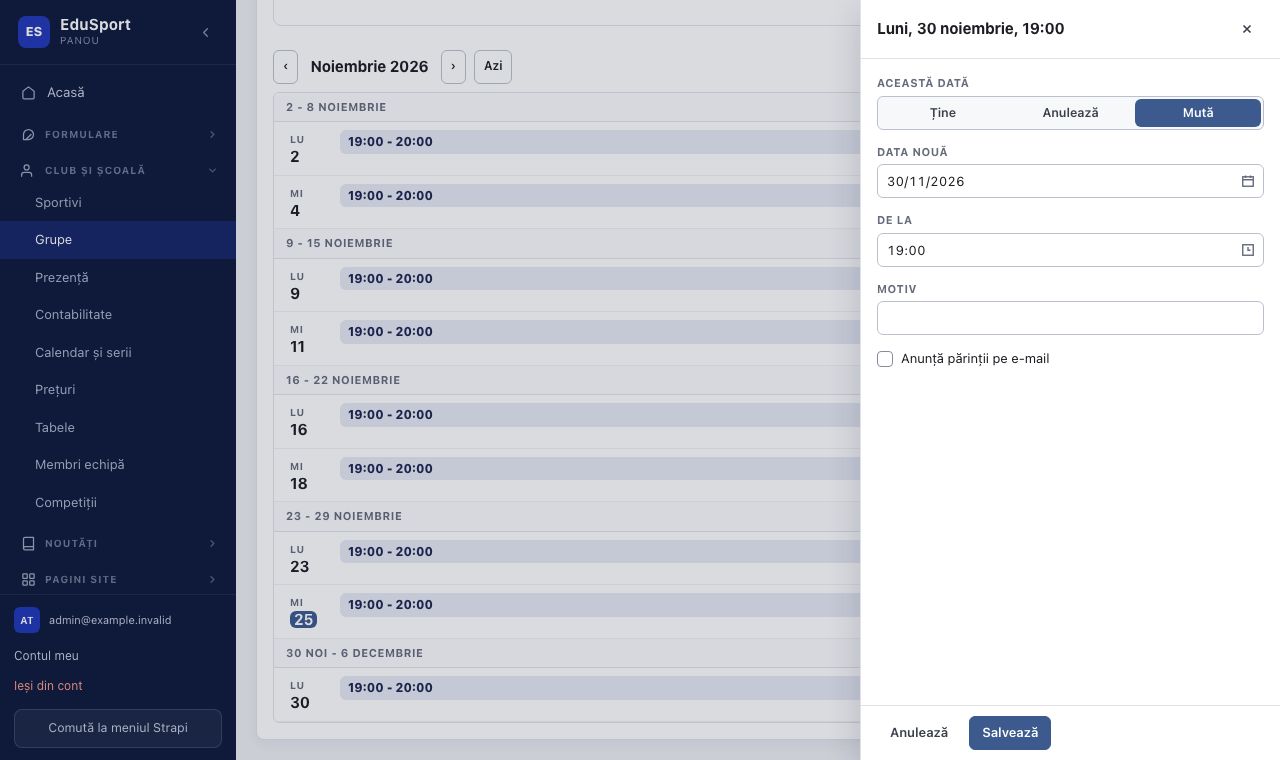 ES
EduSport
PANOU
Acasă
FORMULARE
CLUB ȘI ȘCOALĂ
Sportivi
Grupe
Prezență
Contabilitate
Calendar și serii
Prețuri
Tabele
Membri echipă
Competiții
NOUTĂȚI
PAGINI SITE
AT
admin@example.invalid
Contul meu
Ieși din cont
Comută la meniul Strapi
‹ Noiembrie 2026 › Azi
2 - 8 NOIEMBRIE
LU
2
19:00 - 20:00
MI
4
19:00 - 20:00
9 - 15 NOIEMBRIE
LU
9
19:00 - 20:00
MI
11
19:00 - 20:00
16 - 22 NOIEMBRIE
LU
16
19:00 - 20:00
MI
18
19:00 - 20:00
23 - 29 NOIEMBRIE
LU
23
19:00 - 20:00
MI
25
19:00 - 20:00
30 NOI - 6 DECEMBRIE
LU
30
19:00 - 20:00
Luni, 30 noiembrie, 19:00
ACEASTĂ DATĂ
Ține Anulează Mută
DATA NOUĂ
30/11/2026
DE LA
19:00
MOTIV
Anunță părinții pe e-mail
Anulează Salvează